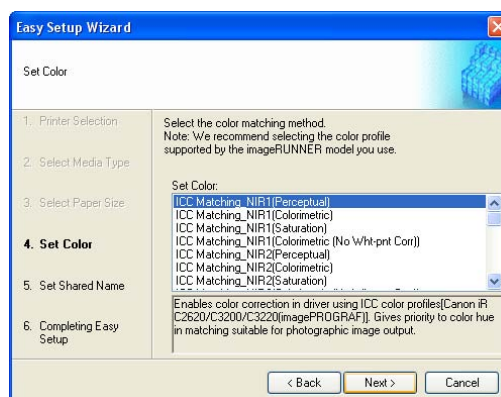 Easy Setup Wizard
Set Color
1. Printer Selection
2. Select Media Type
3. Select Paper Size
4. Set Color
5. Set Shared Name
6. Completing Easy
Setup
Select the color matching method.
Note: We recommend selecting the color profile
supported by the imageRUNNER model you use.
Set Color:
ICC Matching_NIR1(Perceptual)
ICC Matching_NIR1(Colorimetric)
ICC Matching_NIR1(Saturation)
ICC Matching_NIR1(Colorimetric (No Wht-pnt Corr))
ICC Matching_NIR2(Perceptual)
ICC Matching_NIR2(Colorimetric)
ICC Matching_NIR2(Saturation)
Enables color correction in driver using ICC color profiles[Canon iR
C2620/C3200/C3220(imagePROGRAF)]. Gives priority to color hue
in matching suitable for photographic image output.
< Back
Next >
Cancel